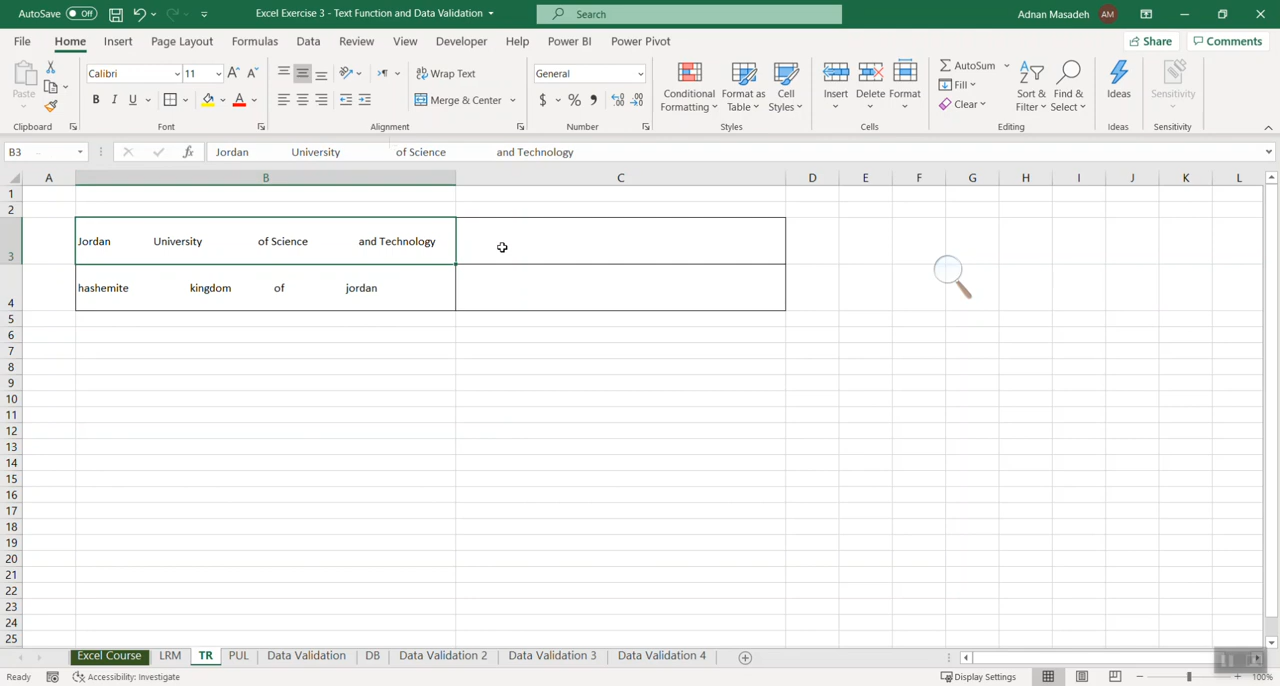 AutoSave Off Excel Exercise 3 - Text Function and Data Validation Search Adnan Masadeh AM
File Home Insert Page Layout Formulas Data Review View Developer Help Power BI Power Pivot Share Comments
Calibri 11 Wrap Text General AutoSum
Paste Fill
B I U A Merge & Center $ % Conditional Formatting Format as Table Cell Styles Insert Delete Format Clear Sort & Filter Find & Select Ideas Sensitivity
Clipboard Font Alignment Number Styles Cells Editing Ideas Sensitivity
B3 fx Jordan University of Science and Technology
A B C D E F G H I J K L
1
2
3 Jordan University of Science and Technology
4 hashemite kingdom of jordan
5
6
7
8
9
10
11
12
13
14
15
16
17
18
19
20
21
22
23
24
25
Excel Course LRM TR PUL Data Validation DB Data Validation 2 Data Validation 3 Data Validation 4
Ready Accessibility: Investigate Display Settings 100%